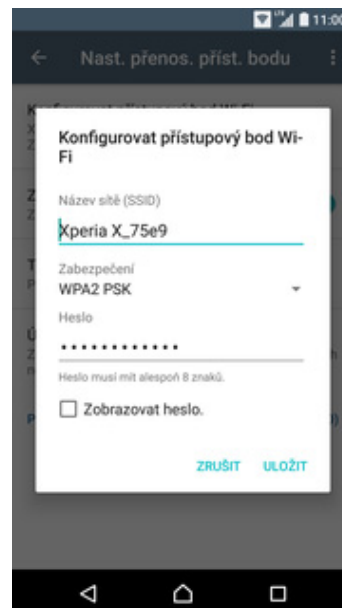 LTE 11:00
Nast. přenos. příst. bodu
Konfigurovat přístupový bod Wi-
Fi
Název sítě (SSID)
Xperia X_75e9
Zabezpečení
WPA2 PSK
Heslo
••••••••••••
Heslo musí mít alespoň 8 znaků.
Zobrazovat heslo.
ZRUŠIT ULOŽIT